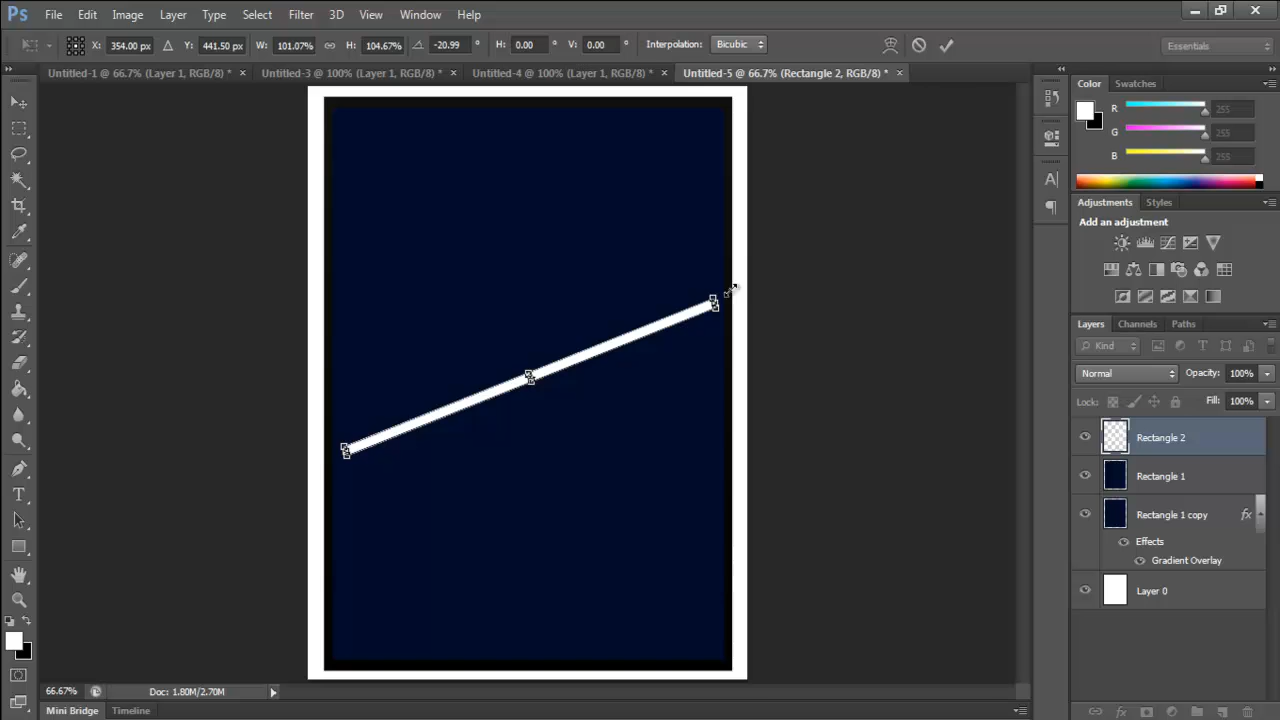 Ps File Edit Image Layer Type Select Filter 3D View Window Help
X: 354.00 px Y: 441.50 px W: 101.07% H: 104.67% -20.99 ° H: 0.00 ° V: 0.00 ° Interpolation: Bicubic Essentials
Untitled-1 @ 66.7% (Layer 1, RGB/8) * × Untitled-3 @ 100% (Layer 1, RGB/8) * × Untitled-4 @ 100% (Layer 1, RGB/8) * × Untitled-5 @ 66.7% (Rectangle 2, RGB/8) * ×
Color Swatches
R 255
G 255
B 255
Adjustments Styles
Add an adjustment
Layers Channels Paths
Kind
Normal Opacity: 100%
Lock: Fill: 100%
Rectangle 2
Rectangle 1
Rectangle 1 copy fx
Effects
Gradient Overlay
Layer 0
66.67% Doc: 1.80M/2.70M
Mini Bridge Timeline